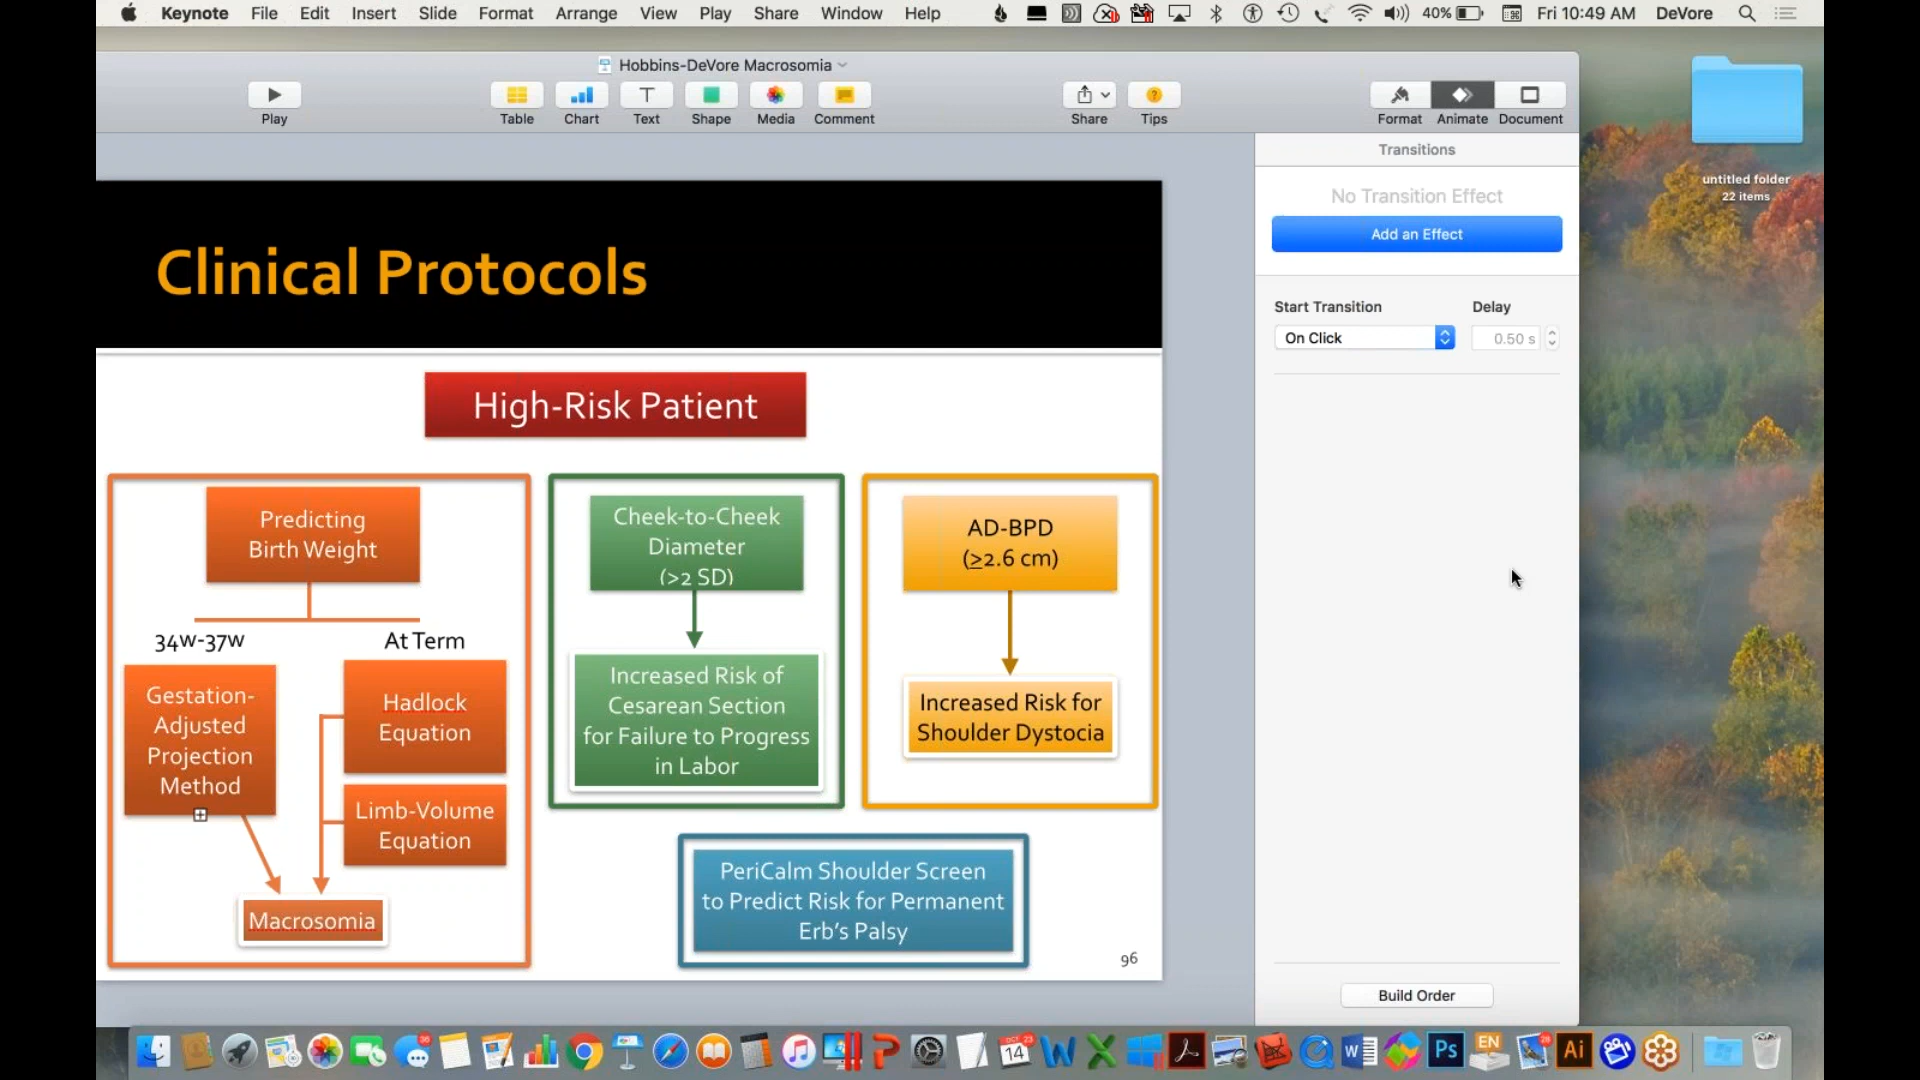 Keynote File Edit Insert Slide Format Arrange View Play Share Window Help 40% Fri 10:49 AM DeVore
Hobbins-DeVore Macrosomia
Play Table Chart Text Shape Media Comment Share Tips Format Animate Document
Transitions
No Transition Effect
Add an Effect
Start Transition Delay
On Click 0.50 s
Build Order
untitled folder
22 items
Clinical Protocols
High-Risk Patient
Predicting
Birth Weight
34w-37w
At Term
Gestation-
Adjusted
Projection
Method
Hadlock
Equation
Limb-Volume
Equation
Macrosomia
Cheek-to-Cheek
Diameter
(>2 SD)
Increased Risk of
Cesarean Section
for Failure to Progress
in Labor
AD-BPD
(≥2.6 cm)
Increased Risk for
Shoulder Dystocia
PeriCalm Shoulder Screen
to Predict Risk for Permanent
Erb's Palsy
96
OCT
14
Ps
EN
Ai